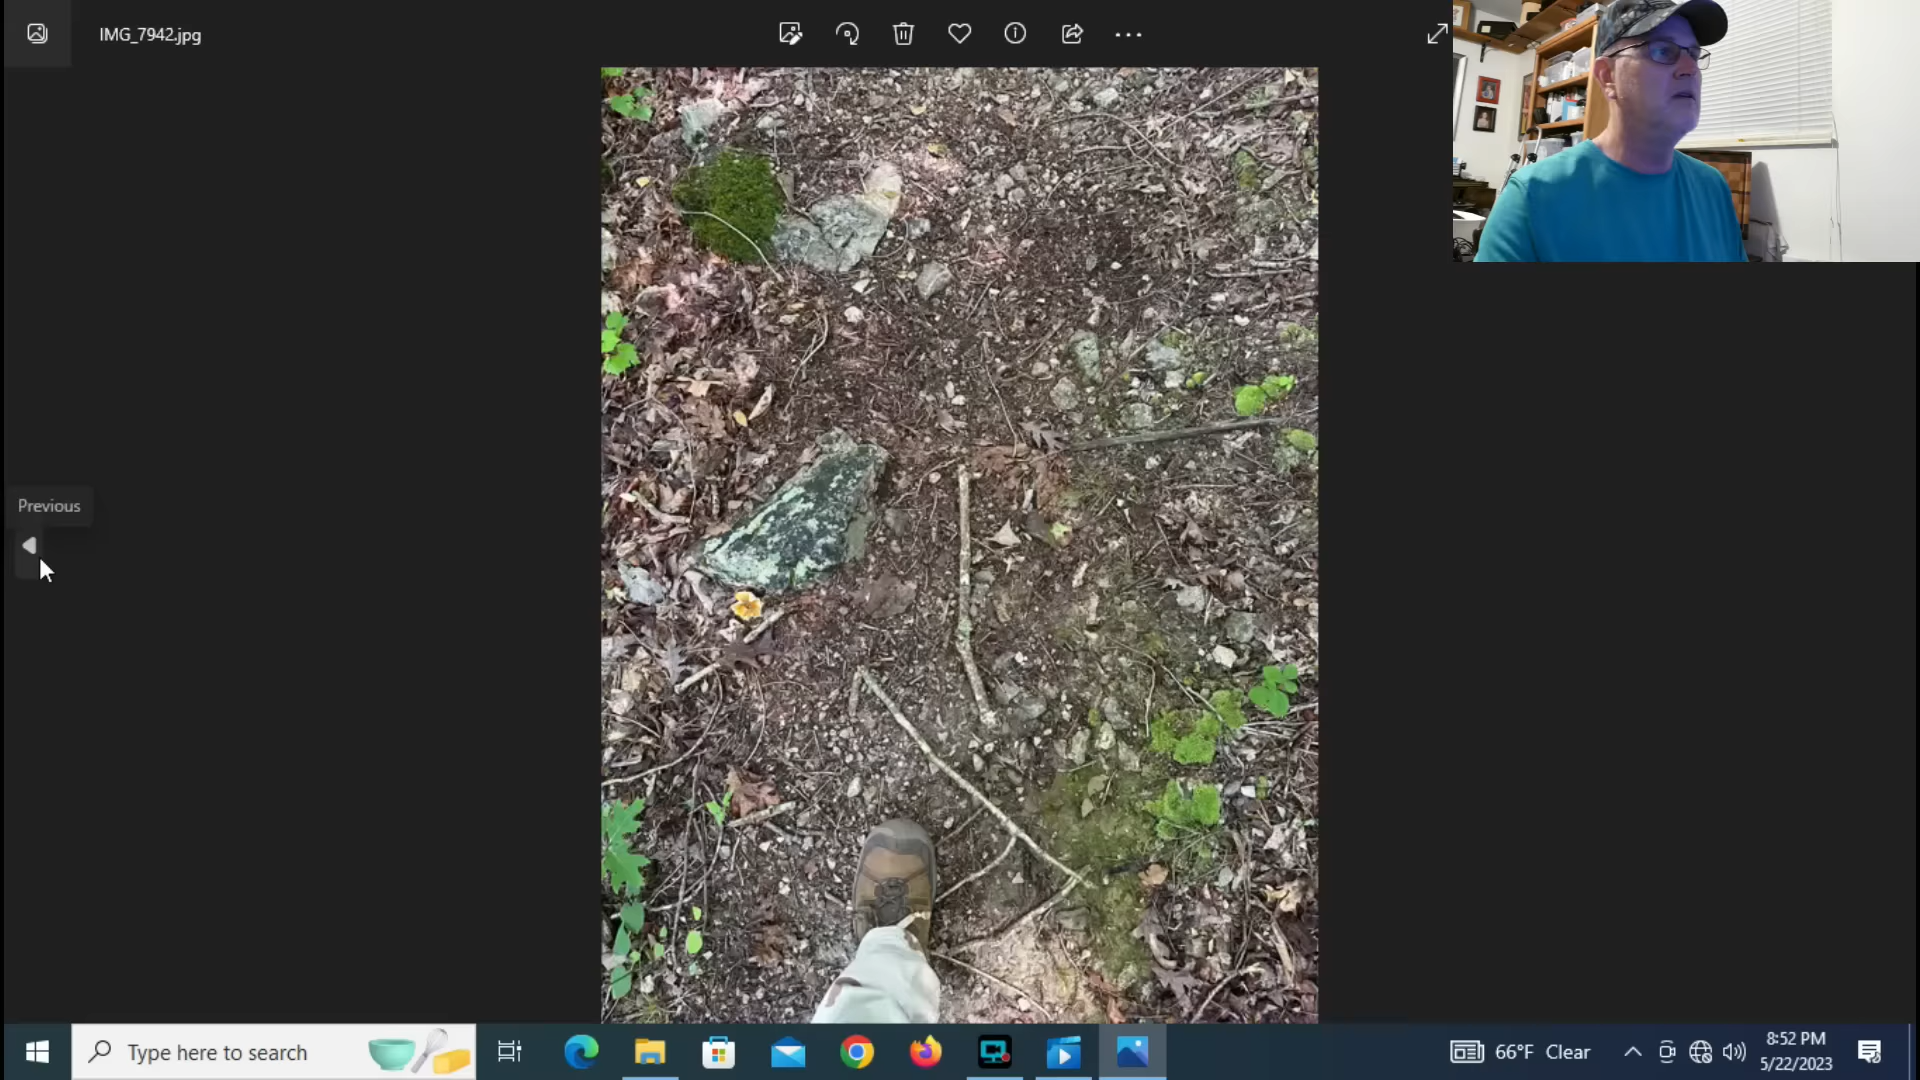 IMG_7942.jpg
Previous
Type here to search
66°F Clear
8:52 PM
5/22/2023